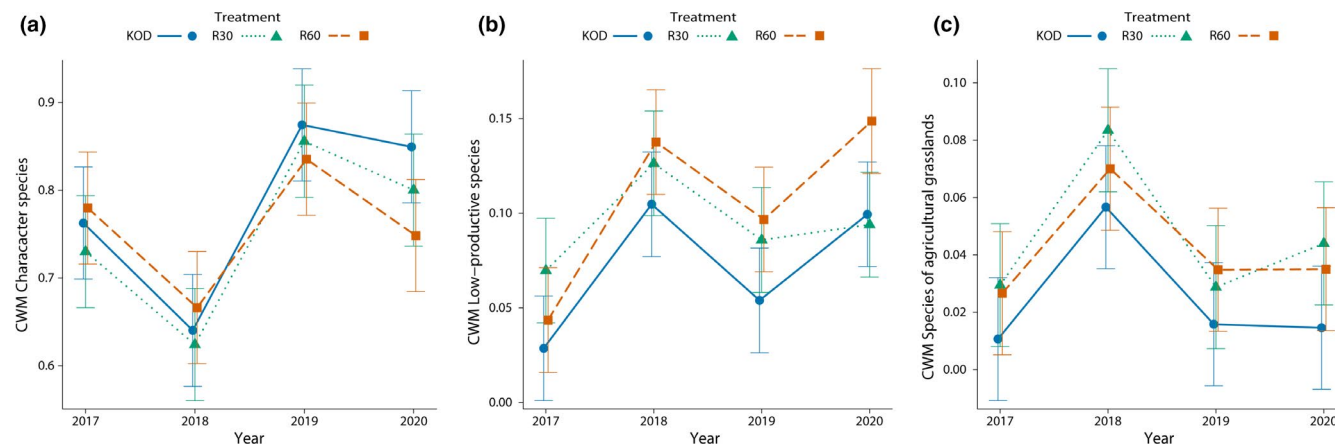 (a)
Treatment
KOD R30 R60
CWM Characacter species
0.9
0.8
0.7
0.6
2017 2018 2019 2020
Year
(b)
Treatment
KOD R30 R60
CWM Low-productive species
0.15
0.10
0.05
0.00
2017 2018 2019 2020
Year
(c)
Treatment
KOD R30 R60
CWM Species of agricultural grasslands
0.10
0.08
0.06
0.04
0.02
0.00
2017 2018 2019 2020
Year